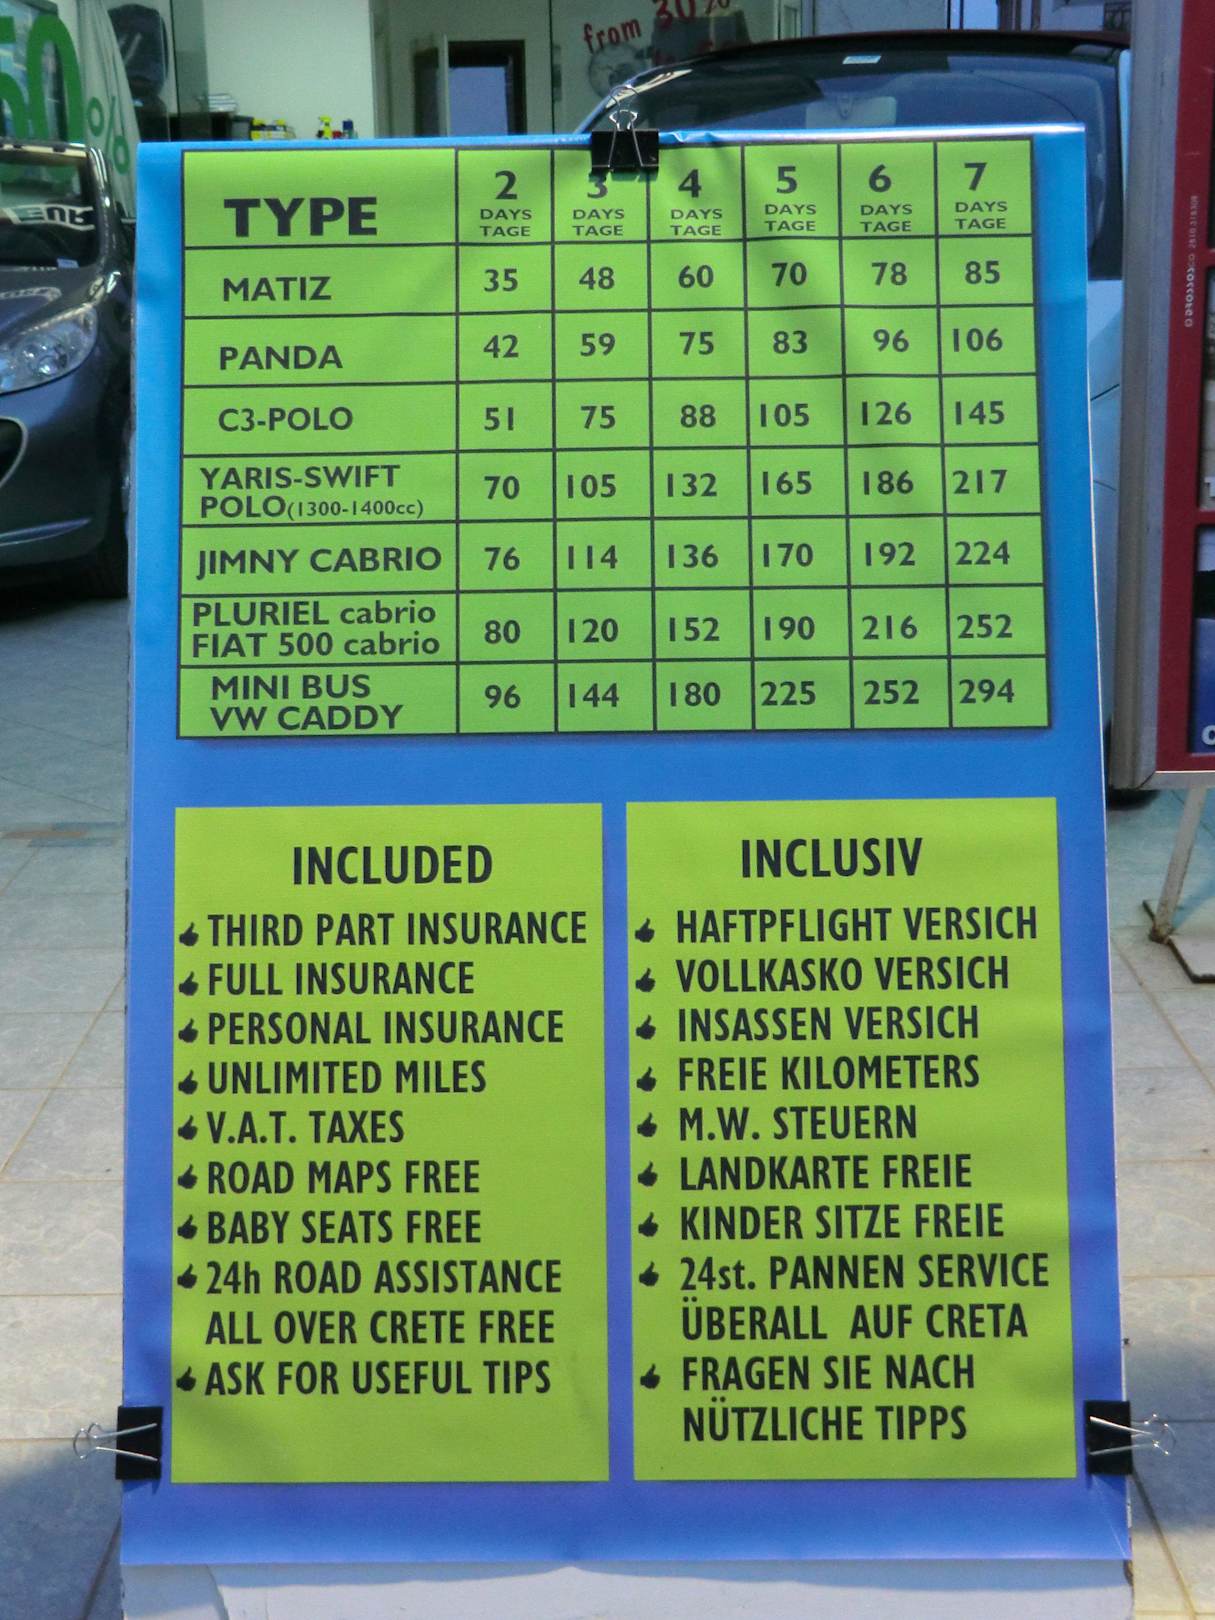 from 30%
50%
TYPE 2 DAYS TAGE 3 DAYS TAGE 4 DAYS TAGE 5 DAYS TAGE 6 DAYS TAGE 7 DAYS TAGE
MATIZ 35 48 60 70 78 85
PANDA 42 59 75 83 96 106
C3-POLO 51 75 88 105 126 145
YARIS-SWIFT
POLO(1300-1400cc) 70 105 132 165 186 217
JIMNY CABRIO 76 114 136 170 192 224
PLURIEL cabrio
FIAT 500 cabrio 80 120 152 190 216 252
MINI BUS
VW CADDY 96 144 180 225 252 294
INCLUDED
THIRD PART INSURANCE
FULL INSURANCE
PERSONAL INSURANCE
UNLIMITED MILES
V.A.T. TAXES
ROAD MAPS FREE
BABY SEATS FREE
24h ROAD ASSISTANCE
ALL OVER CRETE FREE
ASK FOR USEFUL TIPS
INCLUSIV
HAFTPFLIGHT VERSICH
VOLLKASKO VERSICH
INSASSEN VERSICH
FREIE KILOMETERS
M.W. STEUERN
LANDKARTE FREIE
KINDER SITZE FREIE
24st. PANNEN SERVICE
ÜBERALL AUF CRETA
FRAGEN SIE NACH
NÜTZLICHE TIPPS